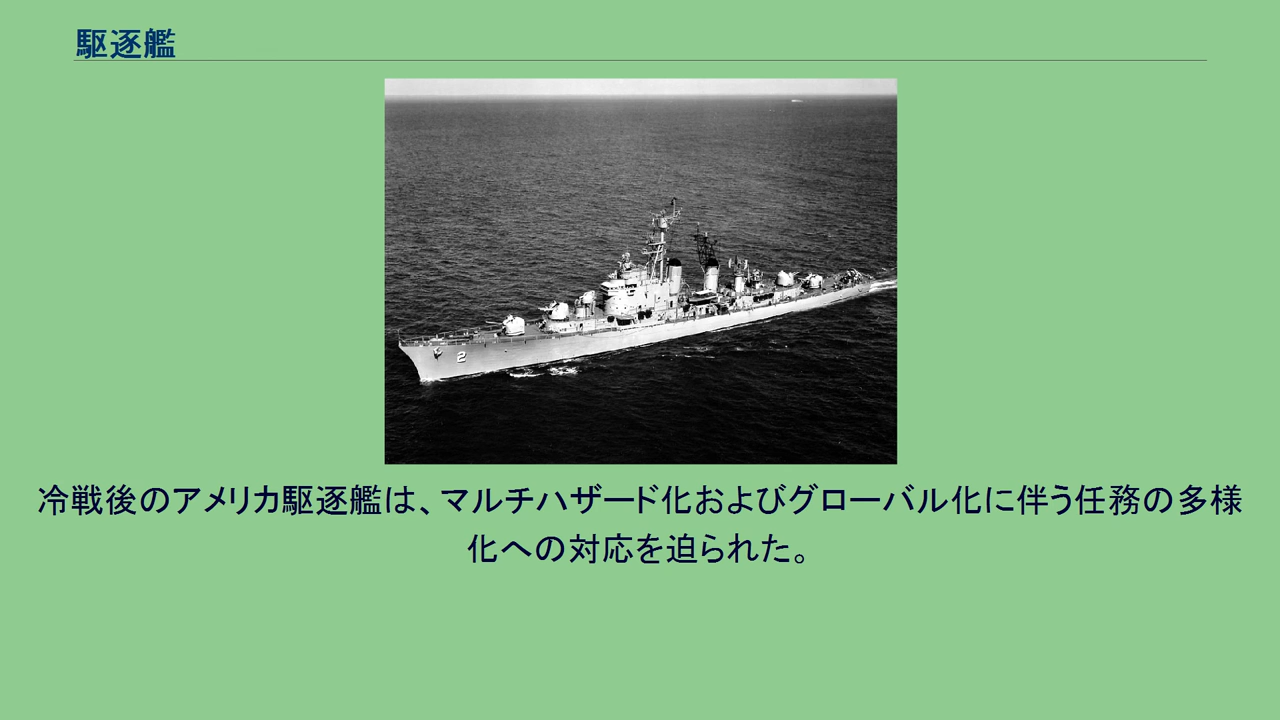 駆逐艦
2
冷戦後のアメリカ駆逐艦は、マルチハザード化およびグローバル化に伴う任務の多様
化への対応を迫られた。